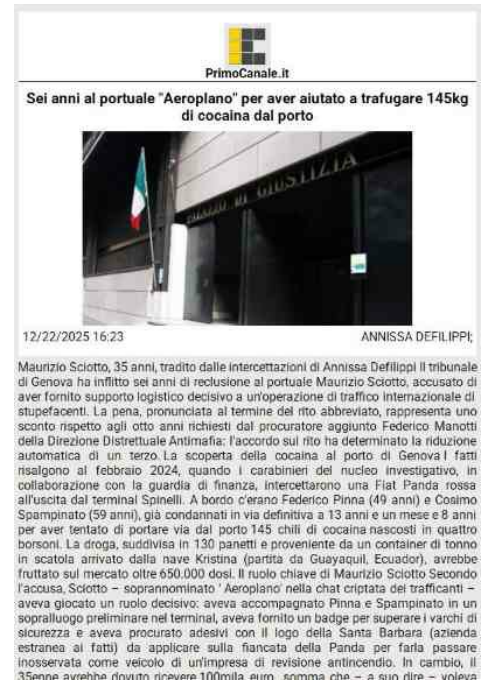 PrimoCanale.it
Sei anni al portuale "Aeroplano" per aver aiutato a trafugare 145kg
di cocaina dal porto
PALAZZO DI GIUSTIZIA
12/22/2025 16:23
ANNISSA DEFILIPPI;
Maurizio Sciotto, 35 anni, tradito dalle intercettazioni di Annissa Defilippi Il tribunale
di Genova ha inflitto sei anni di reclusione al portuale Maurizio Sciotto, accusato di
aver fornito supporto logistico decisivo a un'operazione di traffico internazionale di
stupefacenti. La pena, pronunciata al termine del rito abbreviato, rappresenta uno
sconto rispetto agli otto anni richiesti dal procuratore aggiunto Federico Manotti
della Direzione Distrettuale Antimafia: l'accordo sul rito ha determinato la riduzione
automatica di un terzo. La scoperta della cocaina al porto di Genova I fatti
risalgono al febbraio 2024, quando i carabinieri del nucleo investigativo, in
collaborazione con la guardia di finanza, intercettarono una Fiat Panda rossa
all'uscita dal terminal Spinelli. A bordo c'erano Federico Pinna (49 anni) e Cosimo
Spampinato (59 anni), già condannati in via definitiva a 13 anni e un mese e 8 anni
per aver tentato di portare via dal porto 145 chili di cocaina nascosti in quattro
borsoni. La droga, suddivisa in 130 panetti e proveniente da un container di tonno
in scatola arrivato dalla nave Kristina (partita da Guayaquil, Ecuador), avrebbe
fruttato sul mercato oltre 650.000 dosi. Il ruolo chiave di Maurizio Sciotto Secondo
l'accusa, Sciotto – soprannominato ' Aeroplano' nella chat criptata dei trafficanti –
aveva giocato un ruolo decisivo: aveva accompagnato Pinna e Spampinato in un
sopralluogo preliminare nel terminal, aveva fornito un badge per superare i varchi di
sicurezza e aveva procurato adesivi con il logo della Santa Barbara (azienda
estranea ai fatti) da applicare sulla fiancata della Panda per farla passare
inosservata come veicolo di un'impresa di revisione antincendio. In cambio, il
35enne avrebbe dovuto ricevere 100mila euro, somma che – a suo dire – voleva